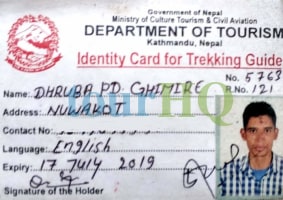 Government of Nepal
Ministry of Culture Tourism & Civil Aviation
DEPARTMENT OF TOURISM
Kathmandu, Nepal
Identity Card for Trekking Guide
No. 5763
R.No. 121
Name: DHRUBA PD. GHIMIRE
Address: NUWAKOT
Contact No
Language: English
Expiry: 17 July 2019
Signature of the Holder
tourHQ